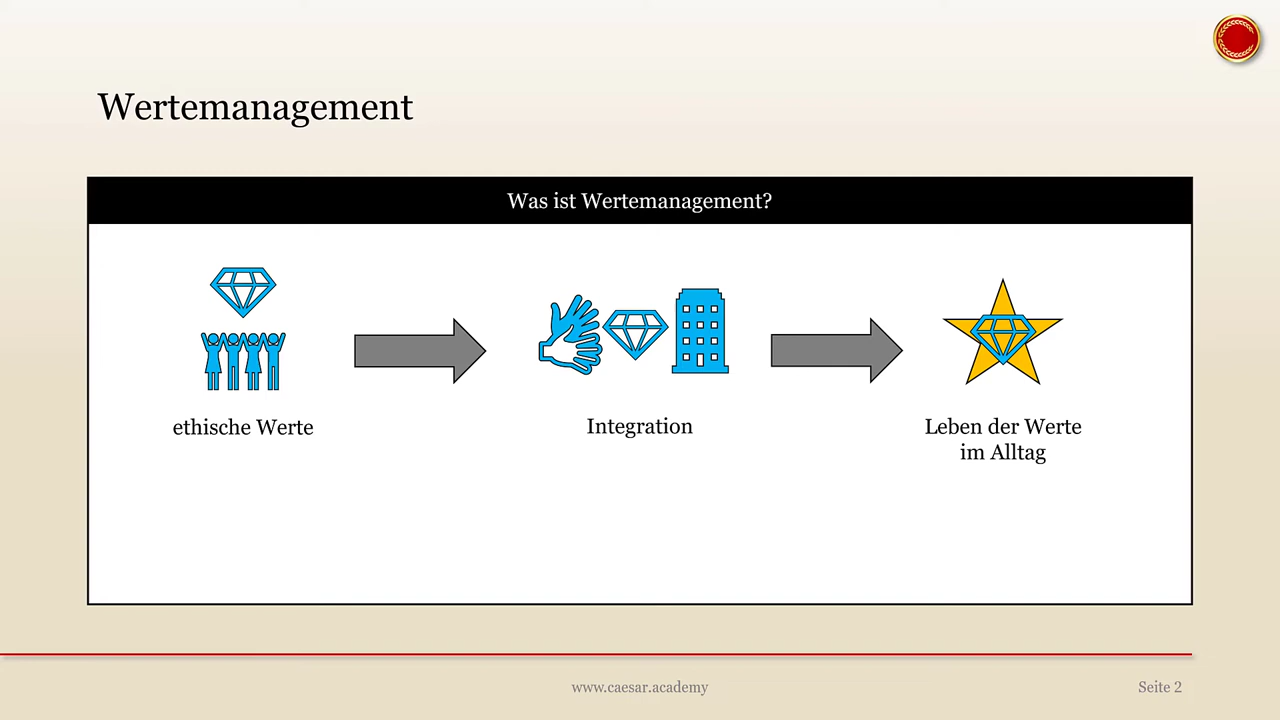 Wertemanagement
Was ist Wertemanagement?
ethische Werte
Integration
Leben der Werte
im Alltag
www.caesar.academy
Seite 2